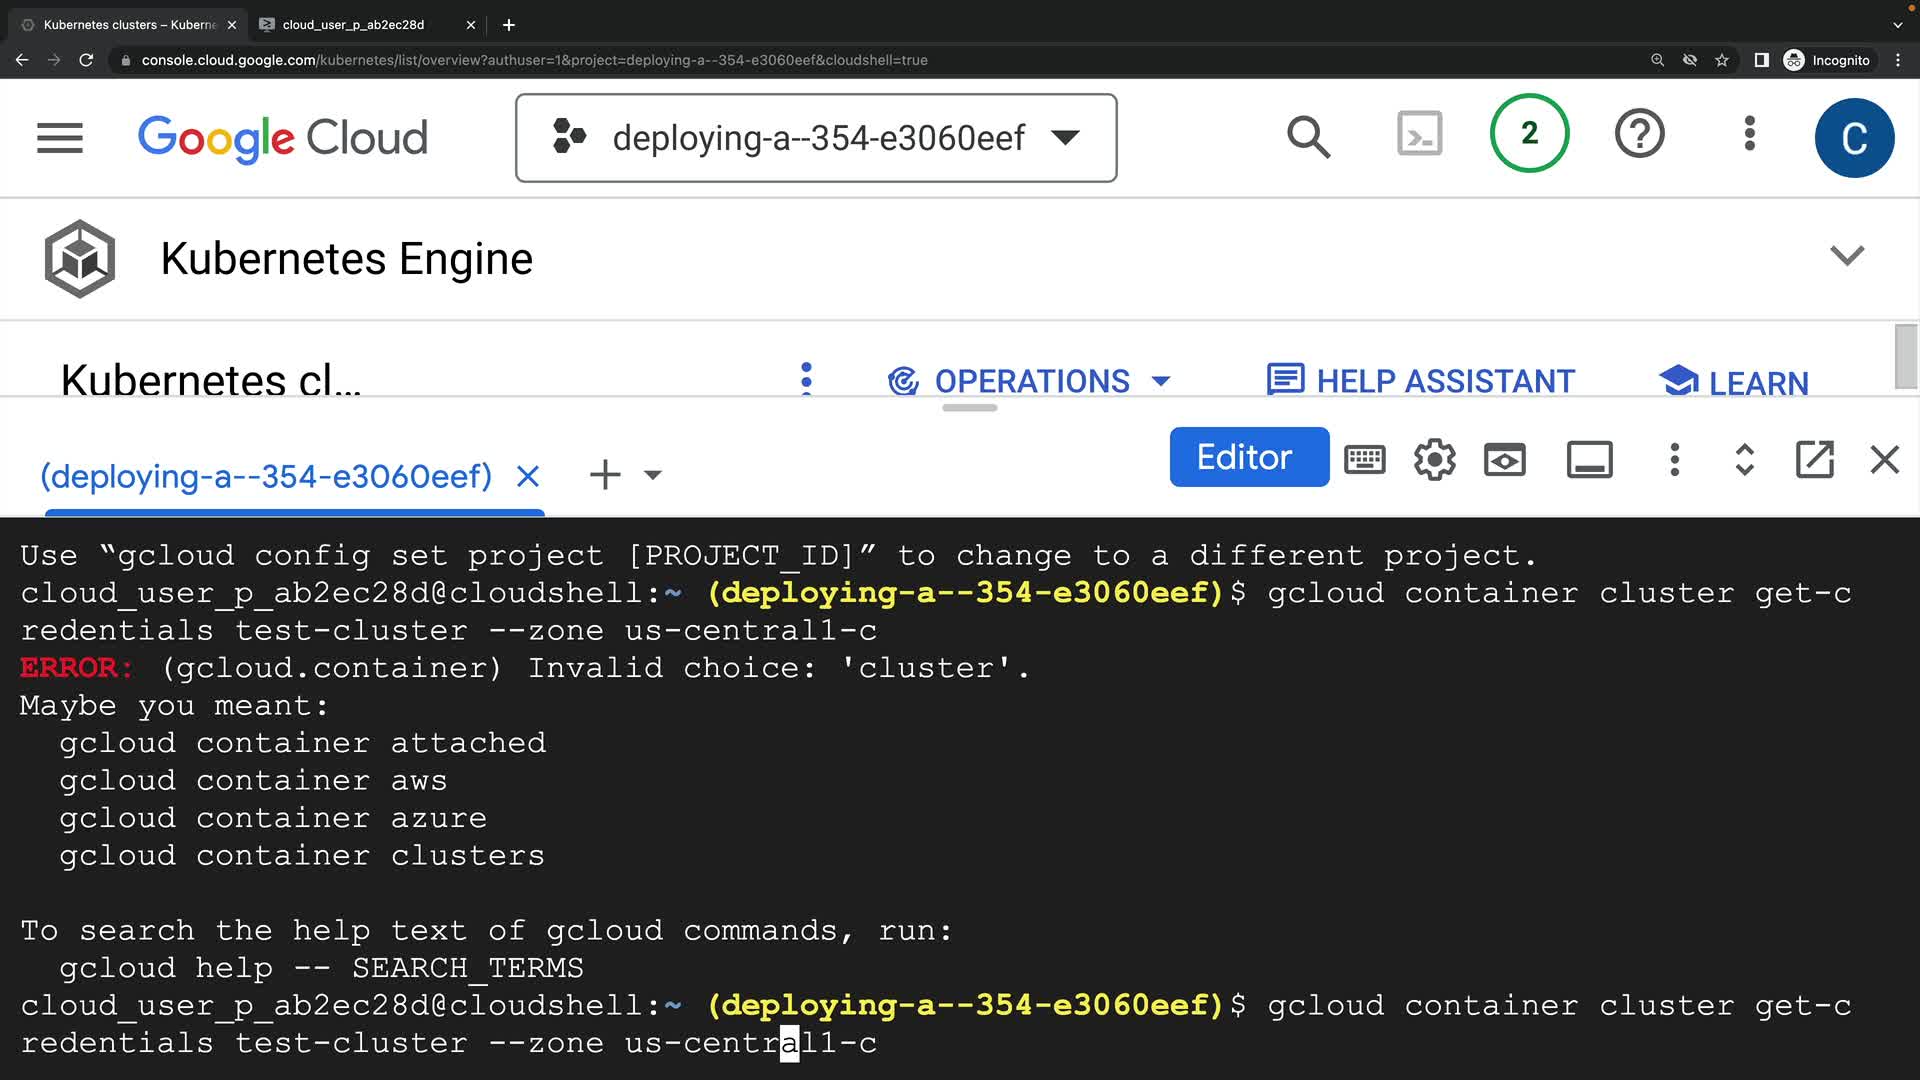 Kubernetes clusters – Kuberne
cloud_user_p_ab2ec28d
console.cloud.google.com/kubernetes/list/overview?authuser=1&project=deploying-a--354-e3060eef&cloudshell=true
Incognito
Google Cloud
deploying-a--354-e3060eef
2
C
Kubernetes Engine
Kubernetes cl...
OPERATIONS
HELP ASSISTANT
LEARN
(deploying-a--354-e3060eef)
Editor
Use “gcloud config set project [PROJECT_ID]” to change to a different project.
cloud_user_p_ab2ec28d@cloudshell:~ (deploying-a--354-e3060eef)$ gcloud container cluster get-c
redentials test-cluster --zone us-central1-c
ERROR: (gcloud.container) Invalid choice: 'cluster'.
Maybe you meant:
gcloud container attached
gcloud container aws
gcloud container azure
gcloud container clusters
To search the help text of gcloud commands, run:
gcloud help -- SEARCH_TERMS
cloud_user_p_ab2ec28d@cloudshell:~ (deploying-a--354-e3060eef)$ gcloud container cluster get-c
redentials test-cluster --zone us-central1-c